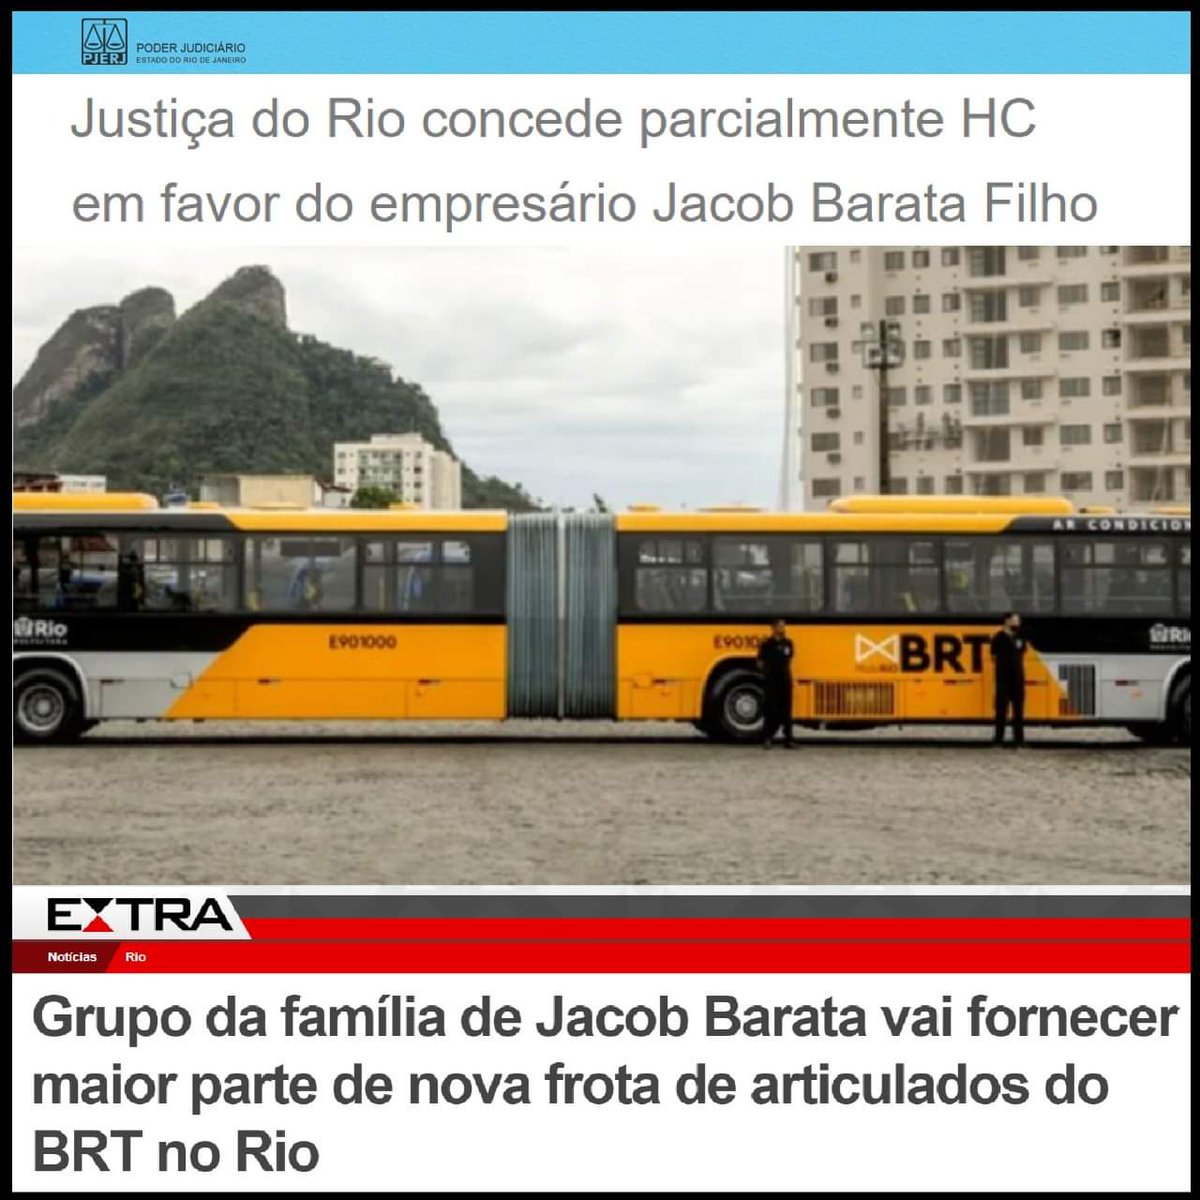 PJERJ
PODER JUDICIÁRIO
ESTADO DO RIO DE JANEIRO
Justiça do Rio concede parcialmente HC
em favor do empresário Jacob Barata Filho
AR CONDICION
Rio
PREFEITURA
E901000
E9010
BRT
Ri
EXTRA
Notícias Rio
Grupo da família de Jacob Barata vai fornecer
maior parte de nova frota de articulados do
BRT no Rio